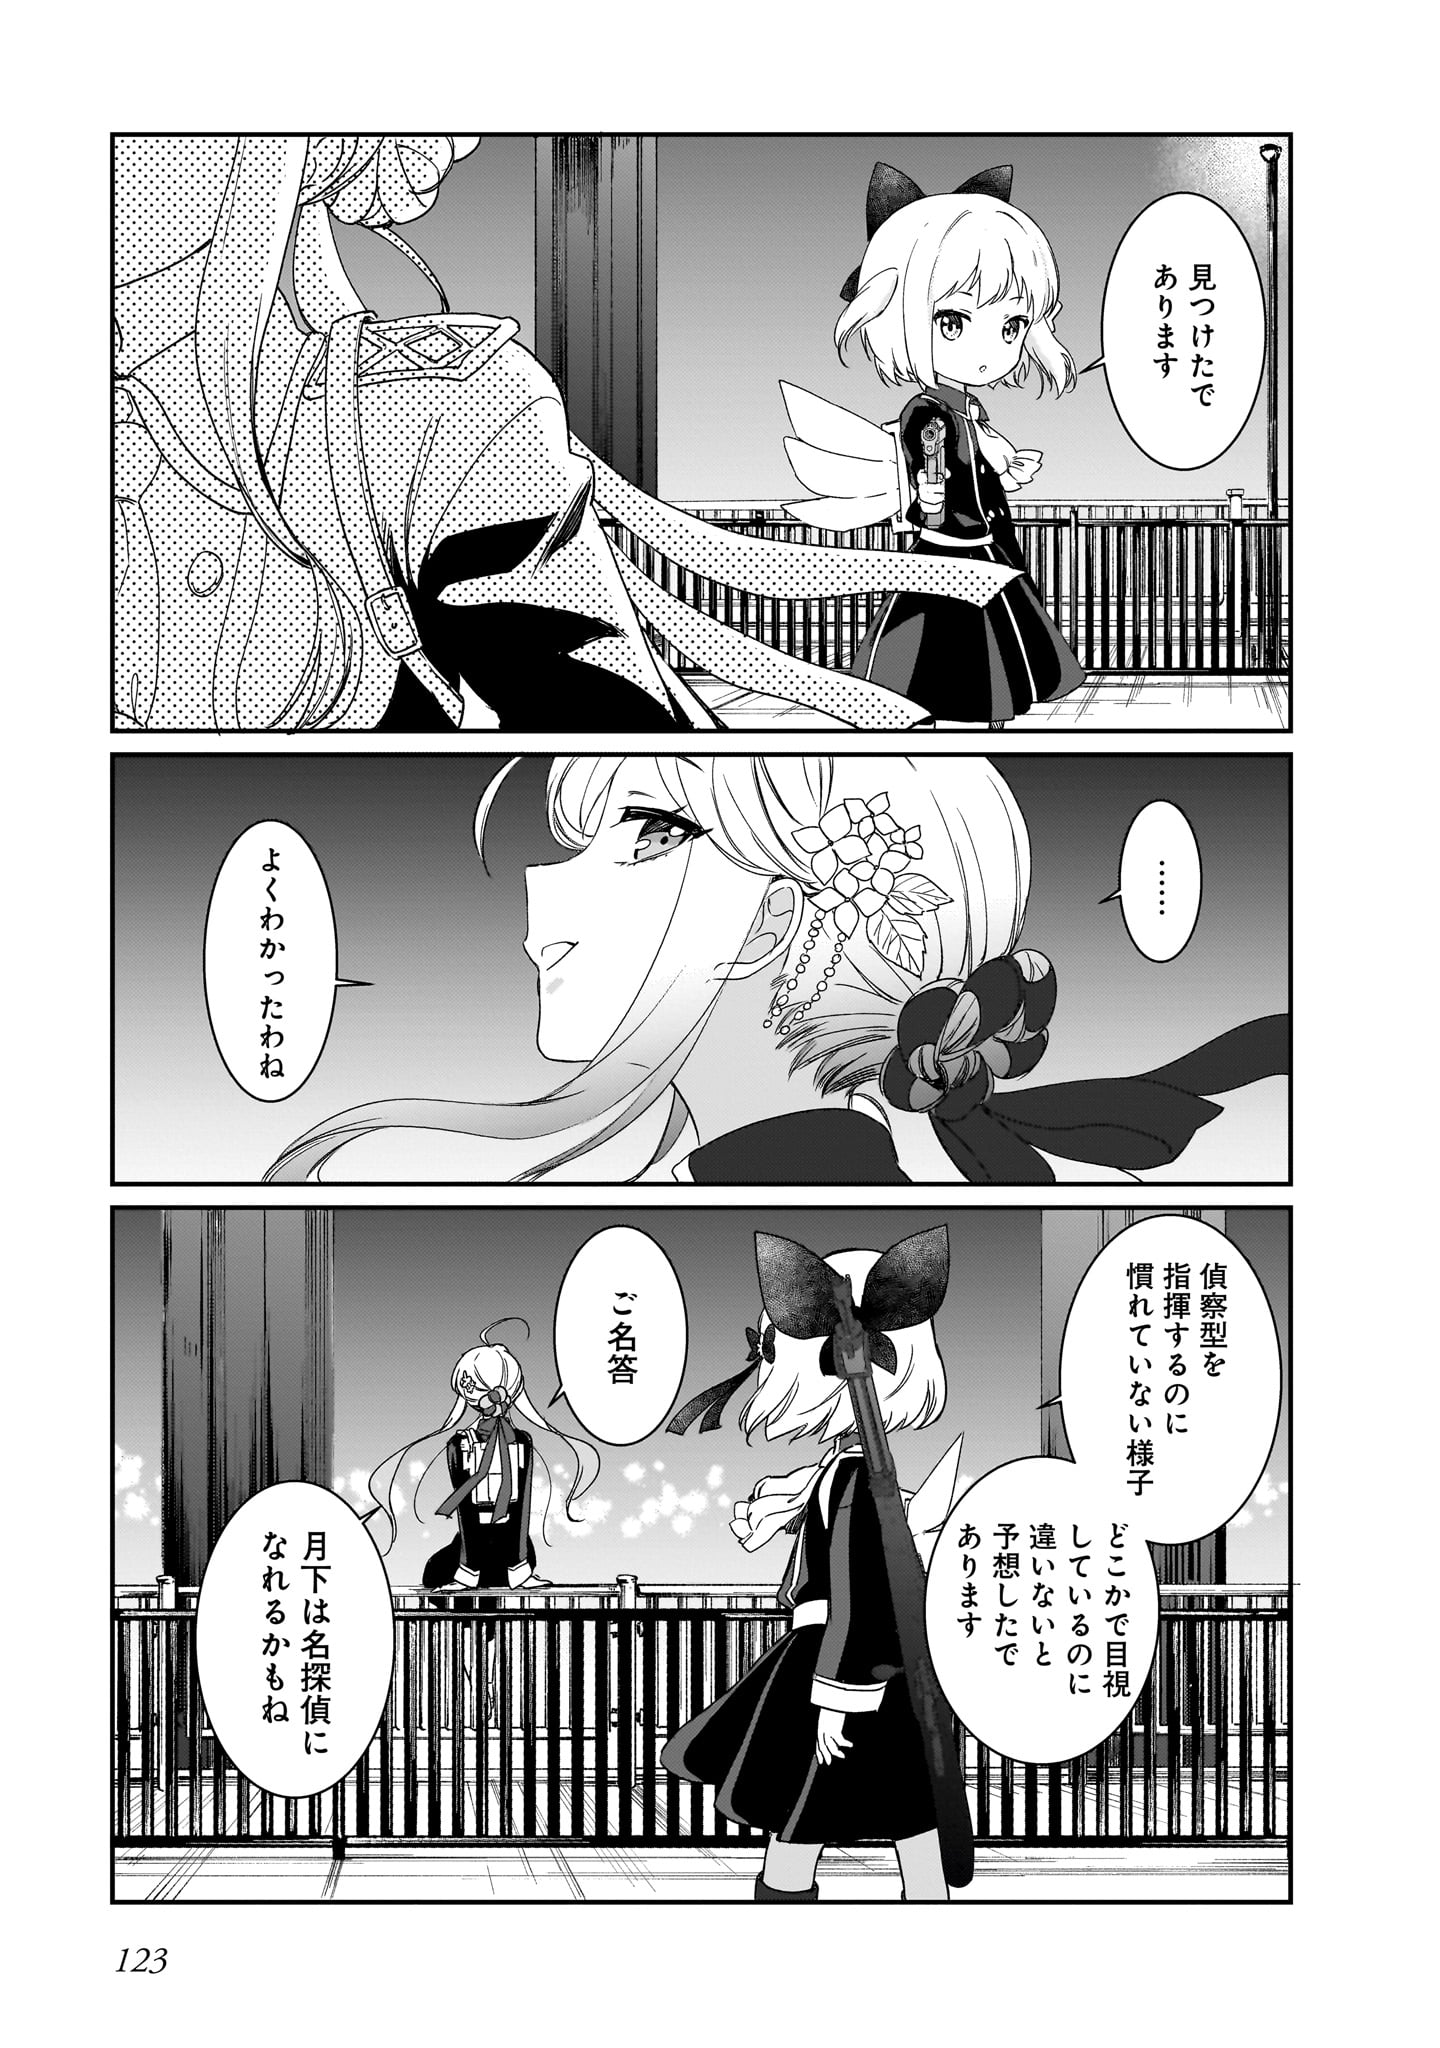 見つけたで
あります
……
よくわかったわね
偵察型を
指揮するのに
慣れていない様子
どこかで目視
しているのに
違いないと
予想したで
あります
ご名答
月下は名探偵に
なれるかもね
123